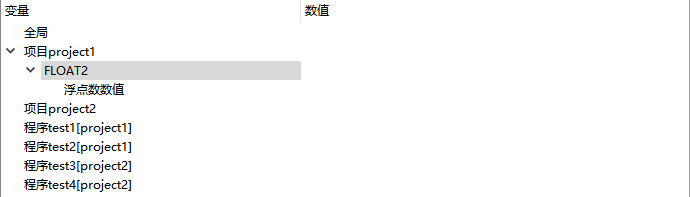 变量 数值
全局
项目project1
FLOAT2
浮点数数值
项目project2
程序test1[project1]
程序test2[project1]
程序test3[project2]
程序test4[project2]